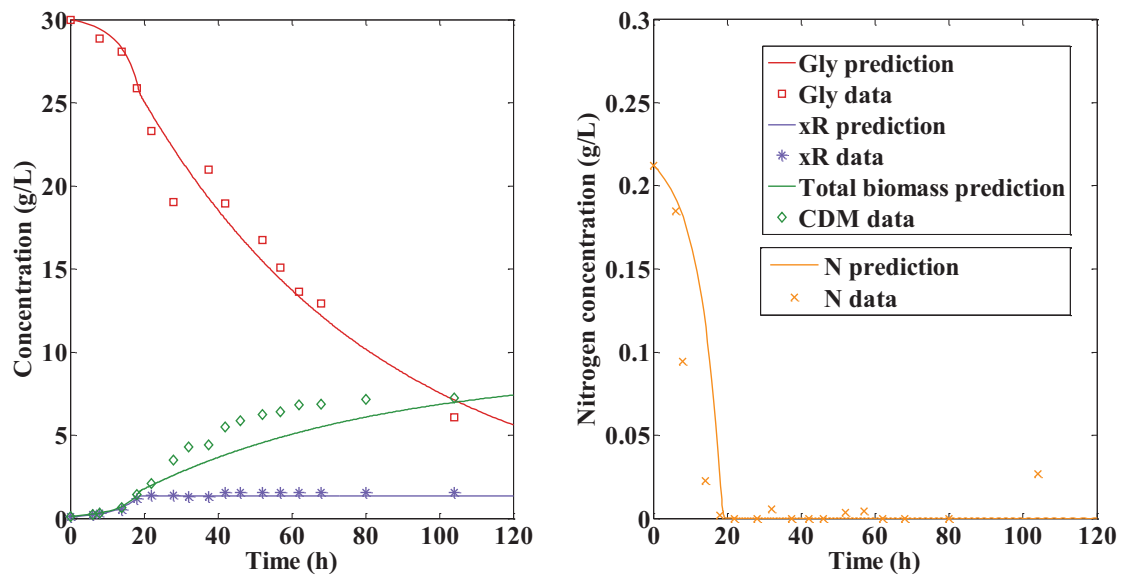 30
25
20
15
10
5
0
Concentration (g/L)
0 20 40 60 80 100 120
Time (h)
0.3
0.25
0.2
0.15
0.1
0.05
0
Nitrogen concentration (g/L)
0 20 40 60 80 100 120
Time (h)
Gly prediction
Gly data
xR prediction
xR data
Total biomass prediction
CDM data
N prediction
N data